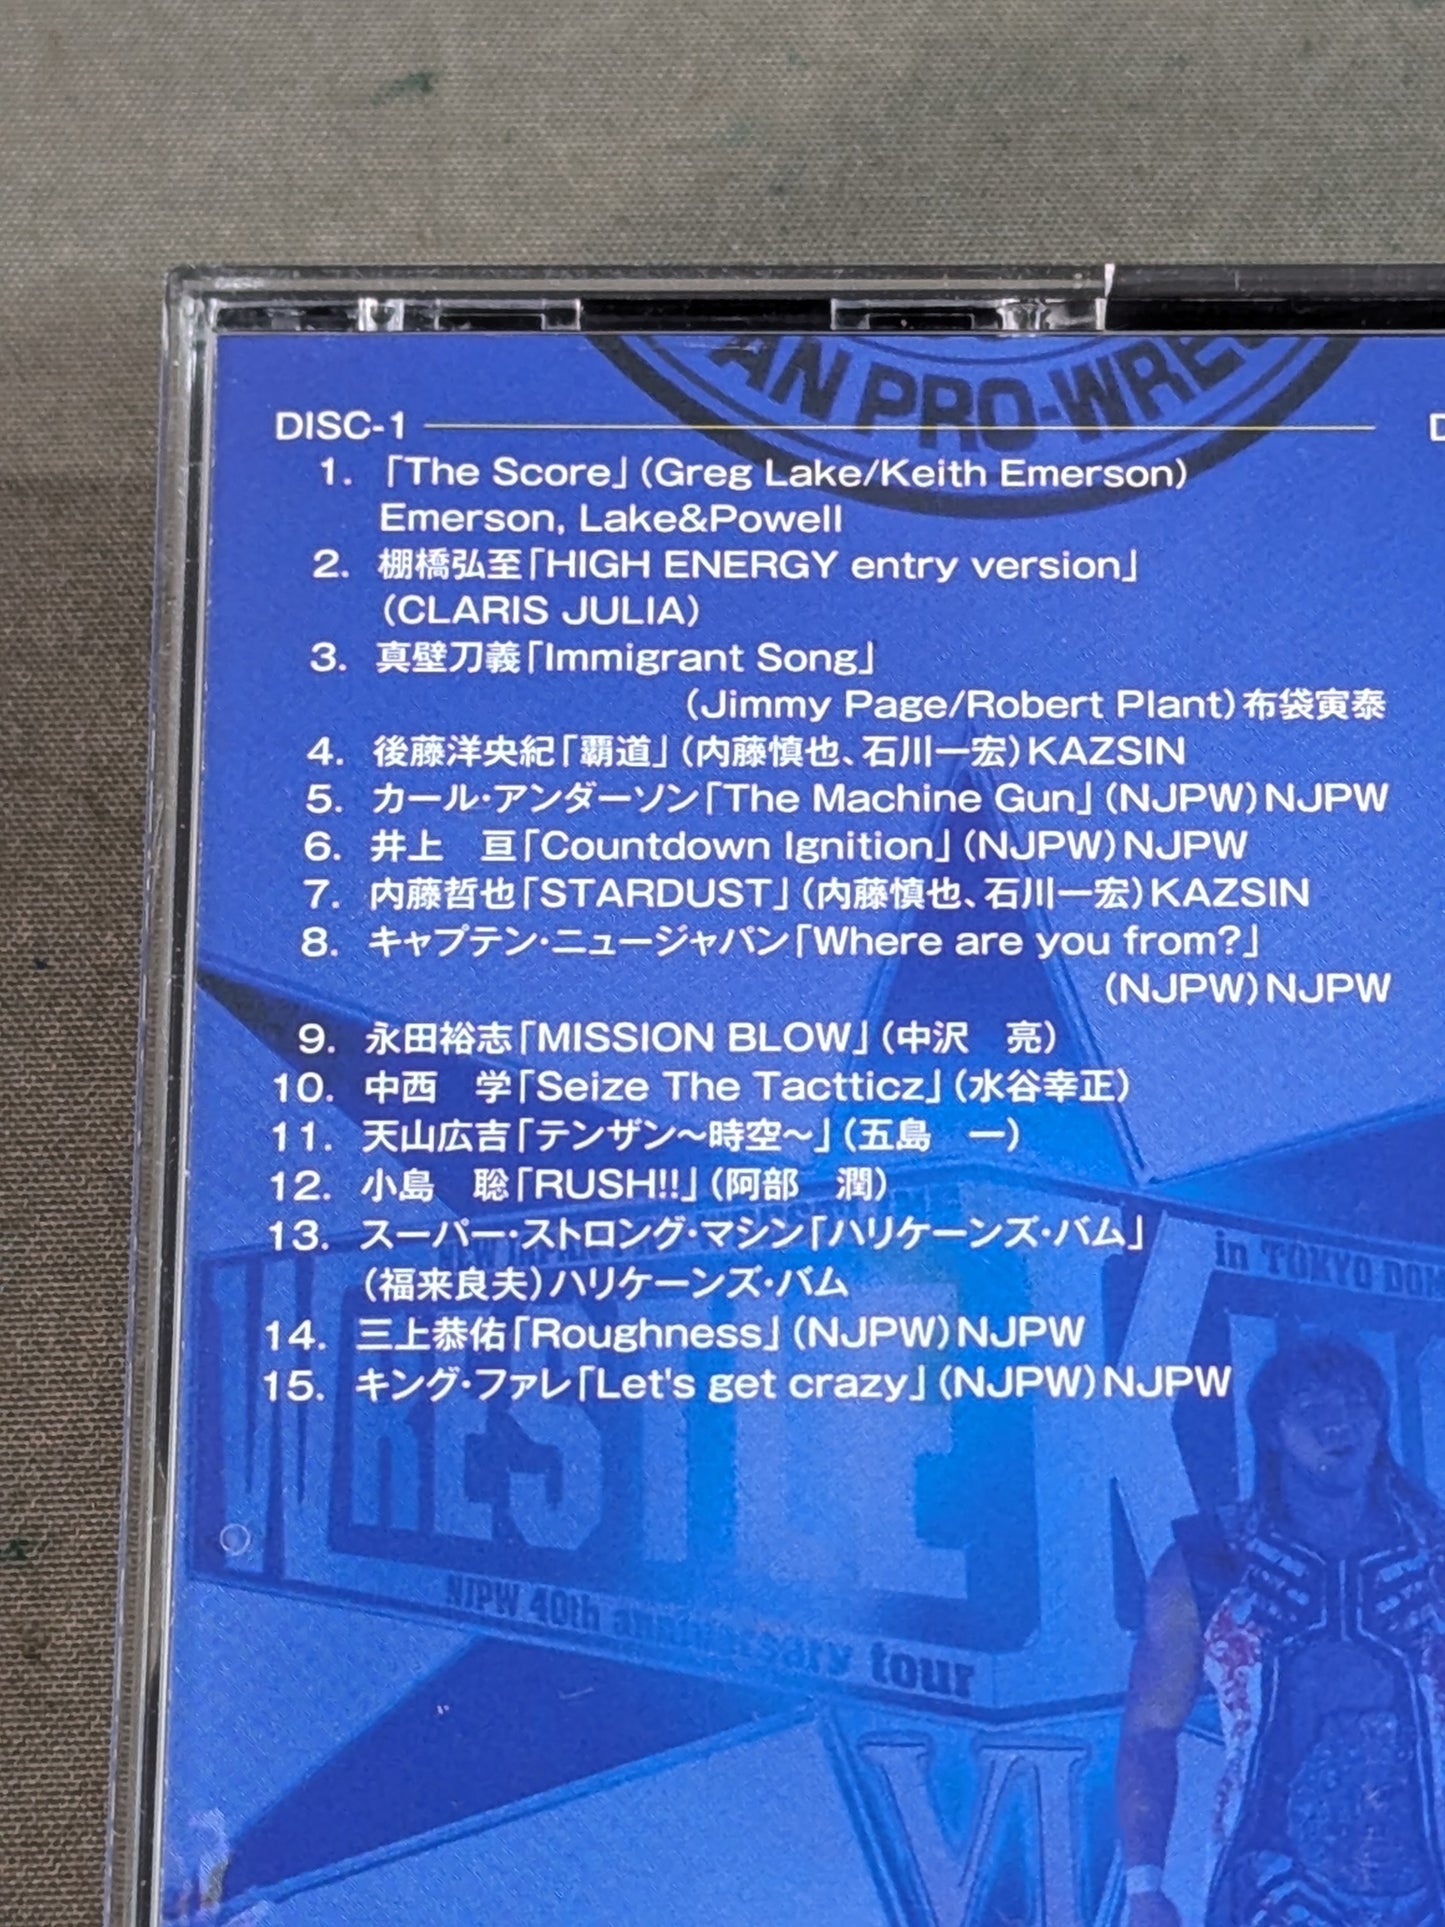 AN PRO-WRE
DISC-1
1. 「The Score」(Greg Lake/Keith Emerson)
Emerson, Lake&Powell
2. 棚橋弘至「HIGH ENERGY entry version」
(CLARIS JULIA)
3. 真壁刀義「Immigrant Song」
(Jimmy Page/Robert Plant)布袋寅泰
4. 後藤洋央紀「覇道」(内藤慎也、石川一宏)KAZSIN
5. カール・アンダーソン「The Machine Gun」(NJPW)NJPW
6. 井上　亘「Countdown Ignition」(NJPW)NJPW
7. 内藤哲也「STARDUST」(内藤慎也、石川一宏)KAZSIN
8. キャプテン・ニュージャパン「Where are you from?」
(NJPW)NJPW
9. 永田裕志「MISSION BLOW」(中沢　亮)
10. 中西　学「Seize The Tactticz」(水谷幸正)
11. 天山広吉「テンザン～時空～」(五島　一)
12. 小島　聡「RUSH!!」(阿部　潤)
13. スーパー・ストロング・マシン「ハリケーンズ・バム」
(福来良夫)ハリケーンズ・バム
14. 三上恭佑「Roughness」(NJPW)NJPW
15. キング・ファレ「Let's get crazy」(NJPW)NJPW
in TOKYO DOM
WRESTLE K
NJPW 40th anniversary tour
VI